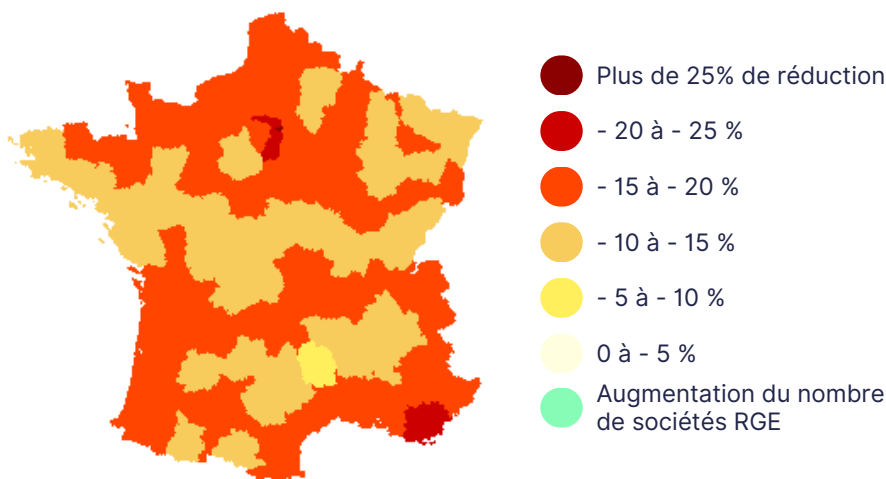 Plus de 25% de réduction
- 20 à - 25 %
- 15 à - 20 %
- 10 à - 15 %
- 5 à - 10 %
0 à - 5 %
Augmentation du nombre
de sociétés RGE